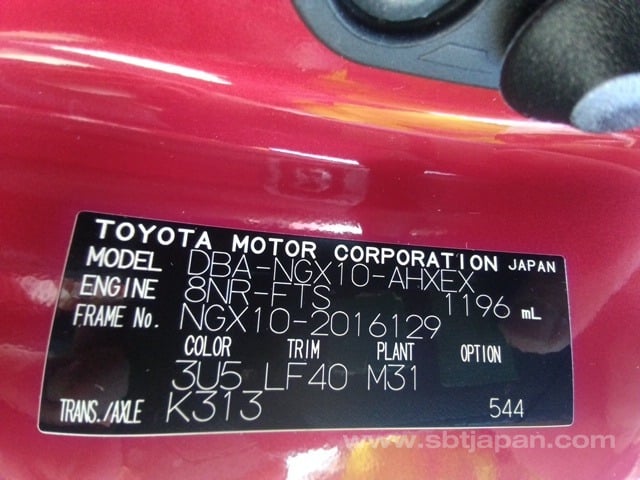 TOYOTA MOTOR CORPORATION JAPAN
MODEL DBA-NGX10-AHXEX
ENGINE 8NR-FTS 1196 mL
FRAME No. NGX10-2016129
COLOR TRIM PLANT OPTION
3U5 LF40 M31
TRANS./AXLE K313 544
www.sbtjapan.com